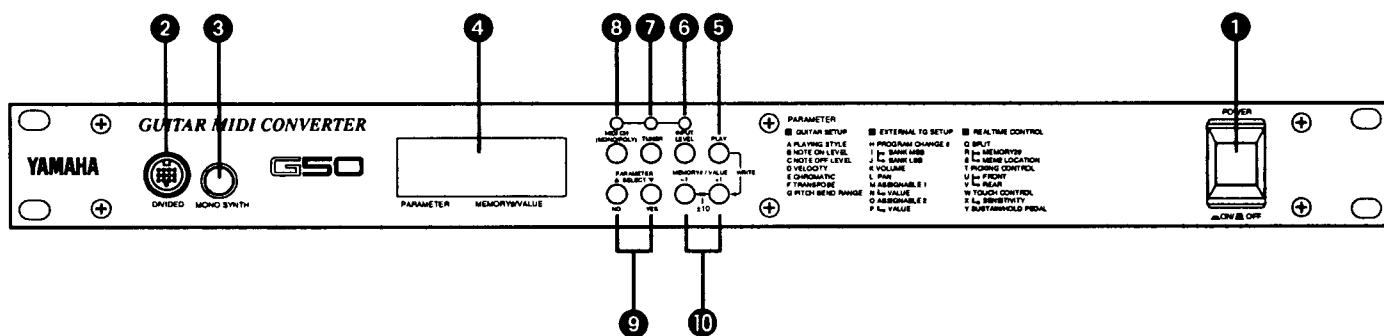 2 3 4 8 7 6 5 1
GUITAR MIDI CONVERTER
YAMAHA
G50
DIVIDED
MONO SYNTH
PARAMETER MEMORY#/VALUE
MIDI CH (MONO/POLY)
TUNER
INPUT LEVEL
PLAY
PARAMETER
▲ SELECT ▼
MEMORY# / VALUE
-1 +1
WRITE
NO YES
±10
PARAMETER
GUITAR SETUP
A PLAYING STYLE
B NOTE ON LEVEL
C NOTE OFF LEVEL
D VELOCITY
E CHROMATIC
F TRANSPOSE
G PITCH BEND RANGE
EXTERNAL TG SETUP
H PROGRAM CHANGE #
I BANK MSB
J BANK LSB
K VOLUME
L PAN
M ASSIGNABLE 1
N VALUE
O ASSIGNABLE 2
P VALUE
REALTIME CONTROL
Q SPLIT
R MEMORY2#
S MEM2 LOCATION
T PICKING CONTROL
U FRONT
V REAR
W TOUCH CONTROL
X SENSITIVITY
Y SUSTAIN/HOLD PEDAL
POWER
ON/ OFF
9 10